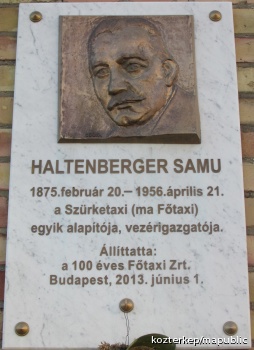 HALTENBERGER SAMU
1875.február 20.– 1956.április 21.
a Szürketaxi (ma Főtaxi)
egyik alapítója, vezérigazgatója.
Állíttatta:
a 100 éves Főtaxi Zrt.
Budapest, 2013. június 1.
kozterkep/mapublic